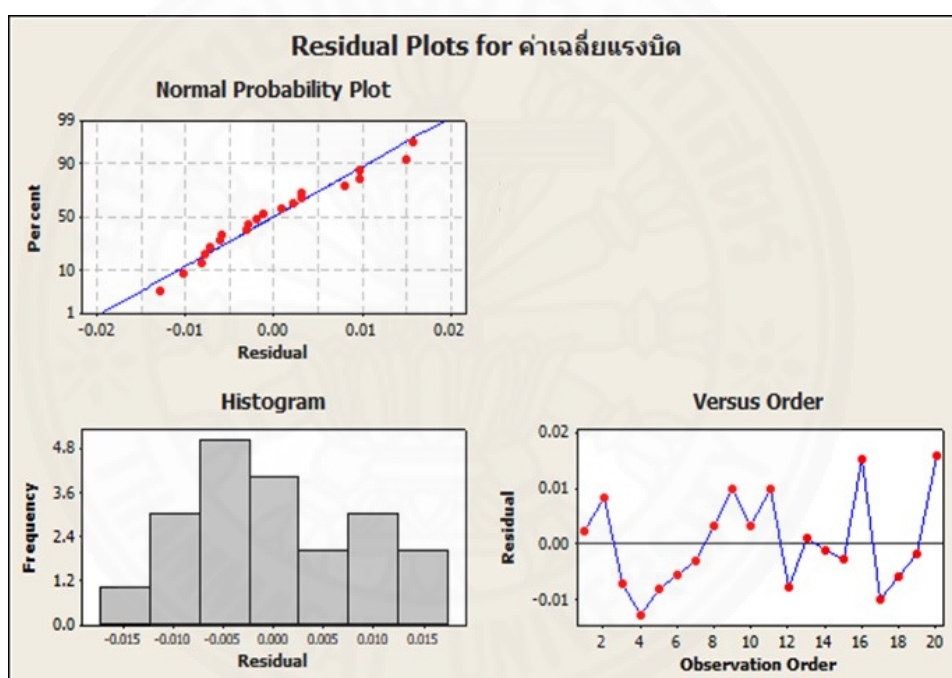 Residual Plots for ค่าเฉลี่ยแรงบิด
Normal Probability Plot
Percent
99
90
50
10
1
-0.02 -0.01 0.00 0.01 0.02
Residual
Histogram
Frequency
4.8
3.6
2.4
1.2
0.0
-0.015 -0.010 -0.005 0.000 0.005 0.010 0.015
Residual
Versus Order
Residual
0.02
0.01
0.00
-0.01
2 4 6 8 10 12 14 16 18 20
Observation Order